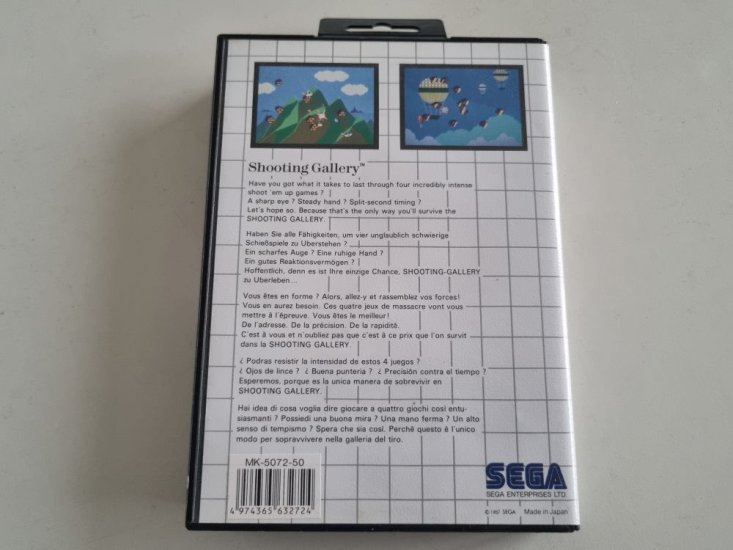 Shooting Gallery™
Have you got what it takes to last through four incredibly intense
shoot 'em up games ?
A sharp eye ? Steady hand ? Split-second timing ?
Let's hope so. Because that's the only way you'll survive the
SHOOTING GALLERY.
Haben Sie alle Fähigkeiten, um vier unglaublich schwierige
Schießspiele zu Uberstehen ?
Ein scharfes Auge ? Eine ruhige Hand ?
Ein gutes Reaktionsvermögen ?
Hoffentlich, denn es ist Ihre einzige Chance, SHOOTING-GALLERY
zu Uberleben...
Vous êtes en forme ? Alors, allez-y et rassemblez vos forces!
Vous en aurez besoin. Ces quatre jeux de massacre vont vous
mettre à l'épreuve. Vous êtes le meilleur!
De l'adresse. De la précision. De la rapidité.
C'est à vous et n'oubliez pas que c'est à ce prix que l'on survit
dans la SHOOTING GALLERY.
¿ Podras resistir la intensidad de estos 4 juegos ?
¿ Ojos de lince ? ¿ Buena punteria ? ¿ Precisión contra el tiempo ?
Esperemos, porque es la unica manera de sobrevivir en
SHOOTING GALLERY.
Hai idea di cosa voglia dire giocare a quattro giochi così entu-
siasmanti ? Possiedi una buona mira ? Una mano ferma ? Un alto
senso di tempismo ? Spera che sia così. Perchê questo è l'unico
modo per sopravvivere nella galleria del tiro.
MK-5072-50
4 974365 632724
SEGA
SEGA ENTERPRISES LTD.
© 1987 SEGA Made in Japan